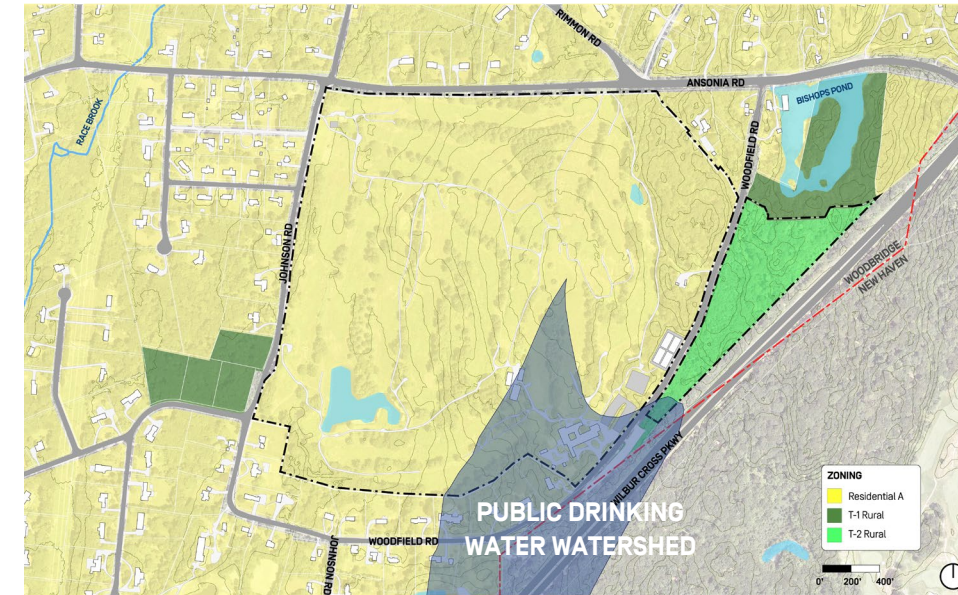 RIMMON RD
ANSONIA RD
BISHOPS POND
RACE BROOK
WOODFIELD RD
JOHNSON RD
WOODBRIDGE
NEW HAVEN
WILBUR CROSS PKWY
PUBLIC DRINKING
WATER WATERSHED
WOODFIELD RD
JOHNSON RD
ZONING
Residential A
T-1 Rural
T-2 Rural
0' 200' 400'